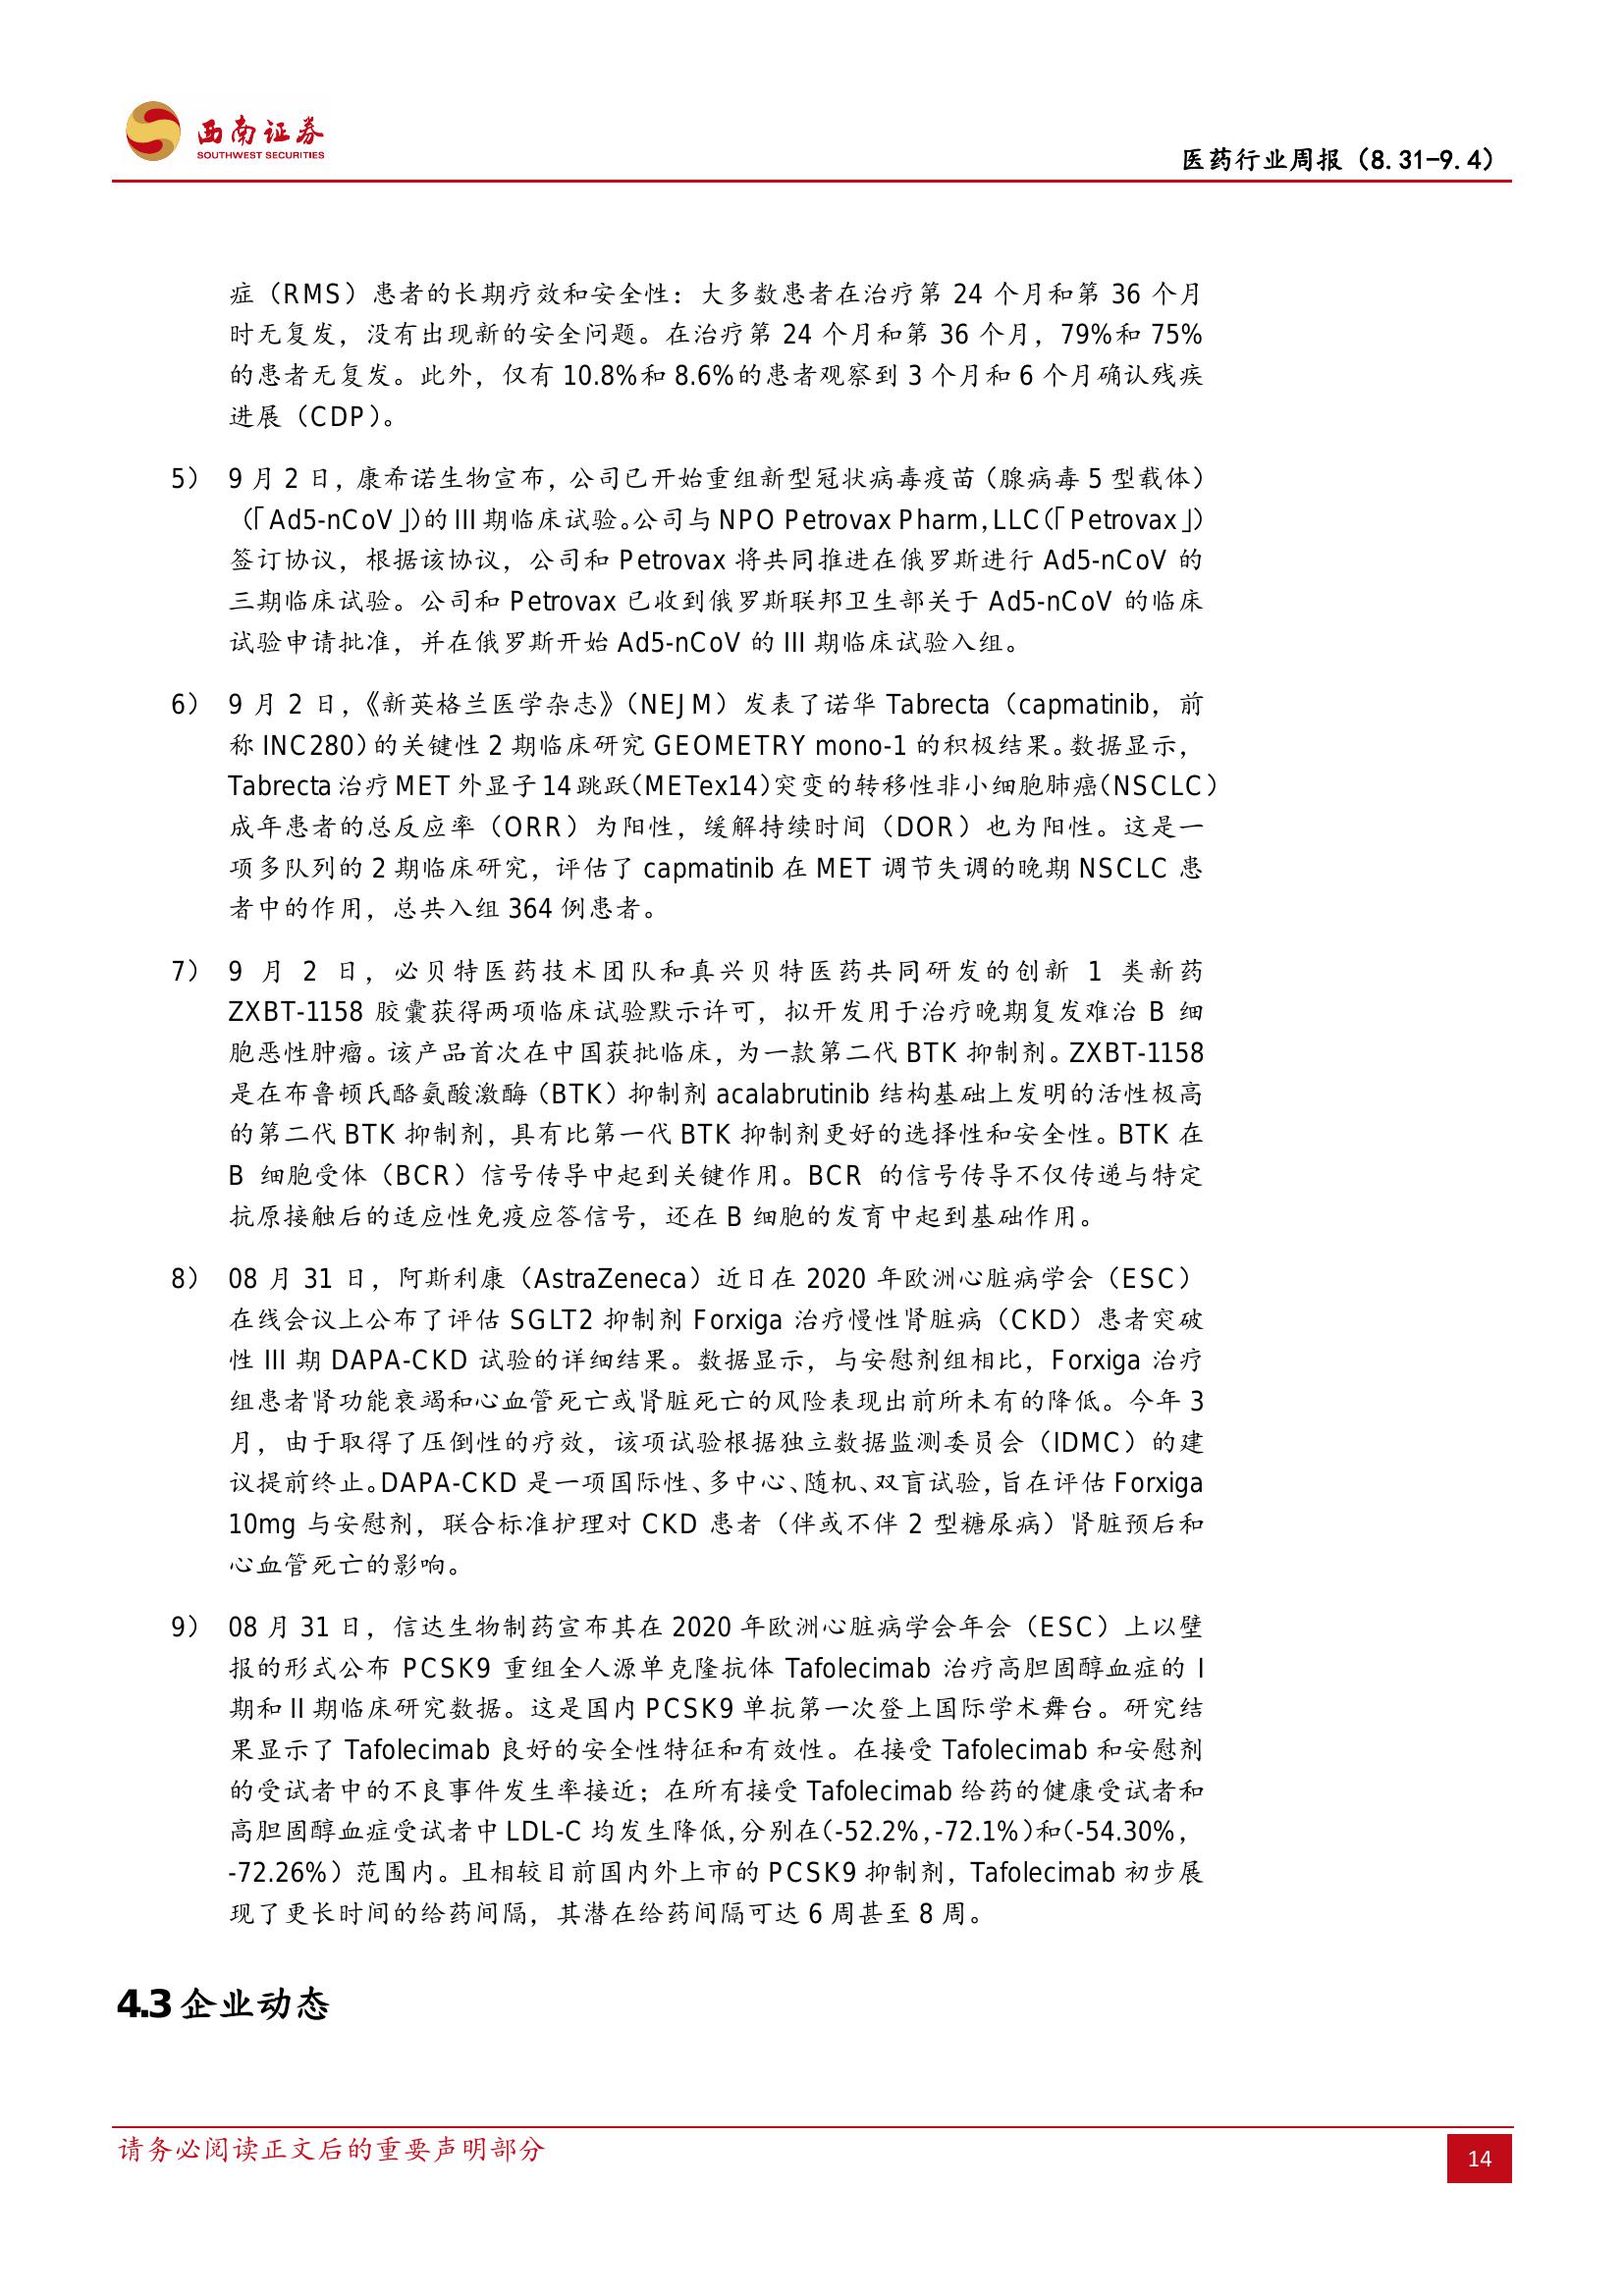 西南证券
SOUTHWEST SECURITIES
医药行业周报（8.31-9.4）
症（RMS）患者的长期疗效和安全性：大多数患者在治疗第 24 个月和第 36 个月
时无复发，没有出现新的安全问题。在治疗第 24 个月和第 36 个月，79%和 75%
的患者无复发。此外，仅有 10.8%和 8.6%的患者观察到 3 个月和 6 个月确认残疾
进展（CDP）。
5） 9 月 2 日，康希诺生物宣布，公司已开始重组新型冠状病毒疫苗（腺病毒 5 型载体）
（「Ad5-nCoV」）的 III 期临床试验。公司与 NPO Petrovax Pharm，LLC（「Petrovax」）
签订协议，根据该协议，公司和 Petrovax 将共同推进在俄罗斯进行 Ad5-nCoV 的
三期临床试验。公司和 Petrovax 已收到俄罗斯联邦卫生部关于 Ad5-nCoV 的临床
试验申请批准，并在俄罗斯开始 Ad5-nCoV 的 III 期临床试验入组。
6） 9 月 2 日，《新英格兰医学杂志》（NEJM）发表了诺华 Tabrecta（capmatinib，前
称 INC280）的关键性 2 期临床研究 GEOMETRY mono-1 的积极结果。数据显示，
Tabrecta 治疗 MET 外显子 14 跳跃（METex14）突变的转移性非小细胞肺癌（NSCLC）
成年患者的总反应率（ORR）为阳性，缓解持续时间（DOR）也为阳性。这是一
项多队列的 2 期临床研究，评估了 capmatinib 在 MET 调节失调的晚期 NSCLC 患
者中的作用，总共入组 364 例患者。
7） 9 月 2 日，必贝特医药技术团队和真兴贝特医药共同研发的创新 1 类新药
ZXBT-1158 胶囊获得两项临床试验默示许可，拟开发用于治疗晚期复发难治 B 细
胞恶性肿瘤。该产品首次在中国获批临床，为一款第二代 BTK 抑制剂。ZXBT-1158
是在布鲁顿氏酪氨酸激酶（BTK）抑制剂 acalabrutinib 结构基础上发明的活性极高
的第二代 BTK 抑制剂，具有比第一代 BTK 抑制剂更好的选择性和安全性。BTK 在
B 细胞受体（BCR）信号传导中起到关键作用。BCR 的信号传导不仅传递与特定
抗原接触后的适应性免疫应答信号，还在 B 细胞的发育中起到基础作用。
8） 08 月 31 日，阿斯利康（AstraZeneca）近日在 2020 年欧洲心脏病学会（ESC）
在线会议上公布了评估 SGLT2 抑制剂 Forxiga 治疗慢性肾脏病（CKD）患者突破
性 III 期 DAPA-CKD 试验的详细结果。数据显示，与安慰剂组相比，Forxiga 治疗
组患者肾功能衰竭和心血管死亡或肾脏死亡的风险表现出前所未有的降低。今年 3
月，由于取得了压倒性的疗效，该项试验根据独立数据监测委员会（IDMC）的建
议提前终止。DAPA-CKD 是一项国际性、多中心、随机、双盲试验，旨在评估 Forxiga
10mg 与安慰剂，联合标准护理对 CKD 患者（伴或不伴 2 型糖尿病）肾脏预后和
心血管死亡的影响。
9） 08 月 31 日，信达生物制药宣布其在 2020 年欧洲心脏病学会年会（ESC）上以壁
报的形式公布 PCSK9 重组全人源单克隆抗体 Tafolecimab 治疗高胆固醇血症的 I
期和 II 期临床研究数据。这是国内 PCSK9 单抗第一次登上国际学术舞台。研究结
果显示了 Tafolecimab 良好的安全性特征和有效性。在接受 Tafolecimab 和安慰剂
的受试者中的不良事件发生率接近；在所有接受 Tafolecimab 给药的健康受试者和
高胆固醇血症受试者中 LDL-C 均发生降低，分别在（-52.2%，-72.1%）和（-54.30%，
-72.26%）范围内。且相较目前国内外上市的 PCSK9 抑制剂，Tafolecimab 初步展
现了更长时间的给药间隔，其潜在给药间隔可达 6 周甚至 8 周。
4.3 企业动态
请务必阅读正文后的重要声明部分
14